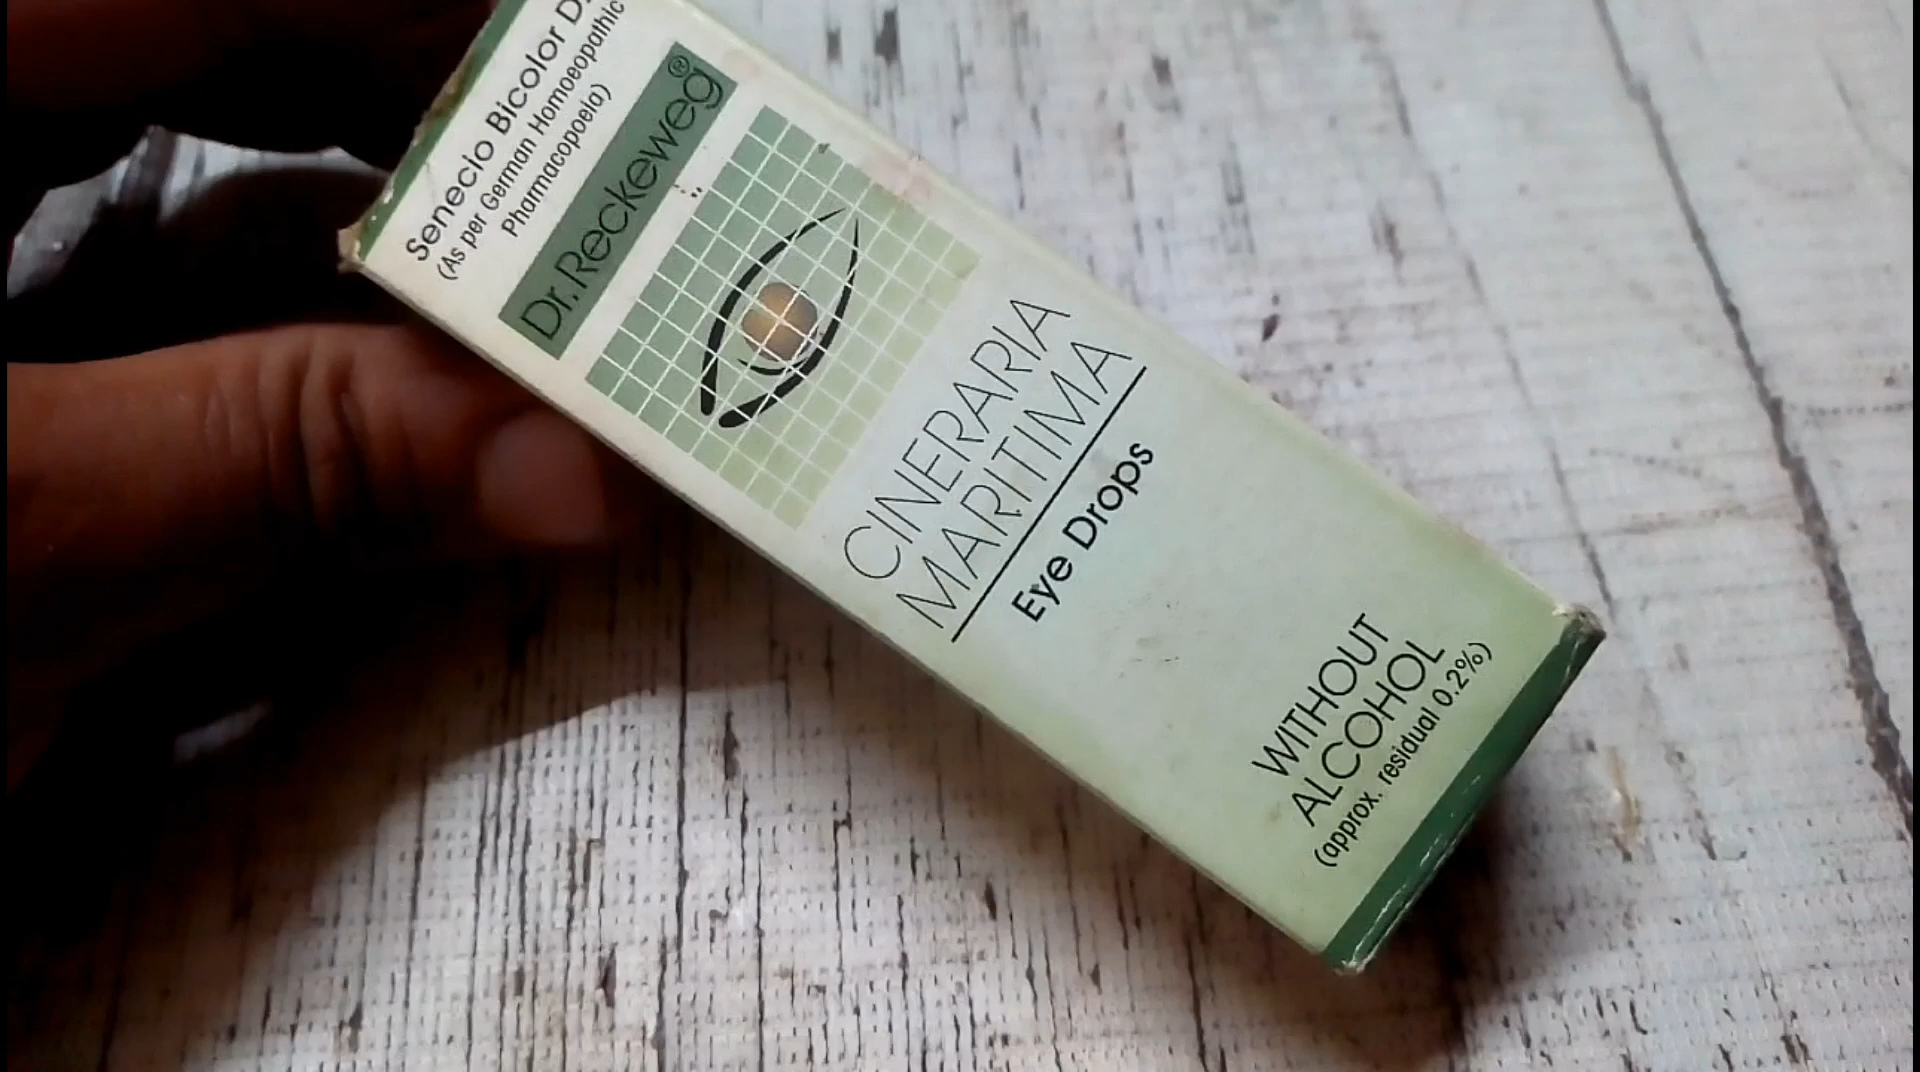 Senecio Bicolor
(As per German Homoeopathic
Pharmacopoeia)
Dr. Reckeweg®
CINERARIA
MARITIMA
Eye Drops
WITHOUT
ALCOHOL
(approx. residual 0.2%)